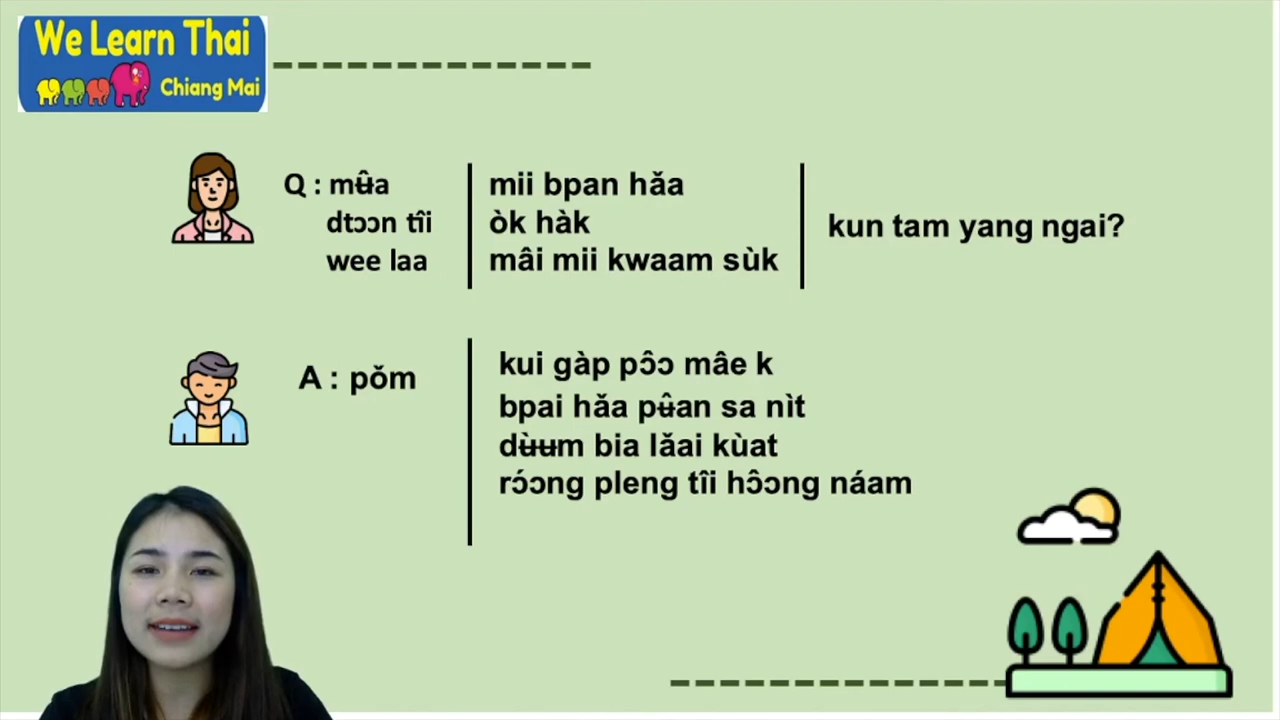 We Learn Thai
Chiang Mai
Q : mʉ̂a
dtɔɔn tîi
wee laa
mii bpan hǎa
òk hàk
mâi mii kwaam sùk
kun tam yang ngai?
A : pǒm
kui gàp pɔ̂ɔ mâe k
bpai hǎa pʉ̂an sa nìt
dʉ̀ʉm bia lǎai kùat
rɔ́ɔng pleng tîi hɔ̂ɔng náam